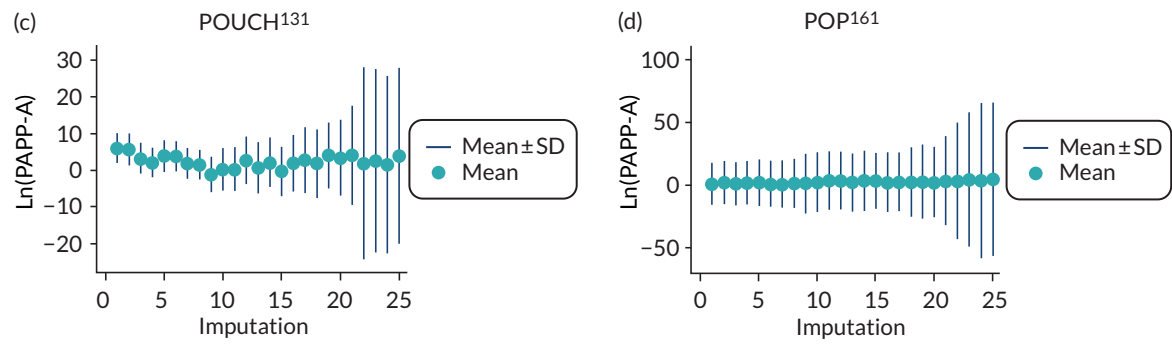 (c)
POUCH131
Ln(PAPP-A)
30
20
10
0
−10
−20
0 5 10 15 20 25
Imputation
Mean ± SD
Mean
(d)
POP161
Ln(PAPP-A)
100
50
0
−50
0 5 10 15 20 25
Imputation
Mean ± SD
Mean